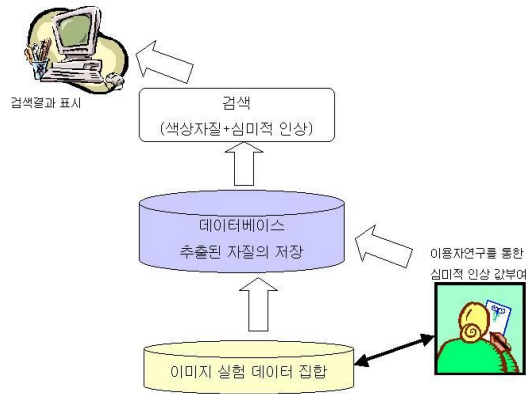 검색결과 표시
검색
(색상자질+심미적 인상)
데이터베이스
추출된 자질의 저장
이용자연구를 통한
심미적 인상 값부여
이미지 실험 데이터 집합